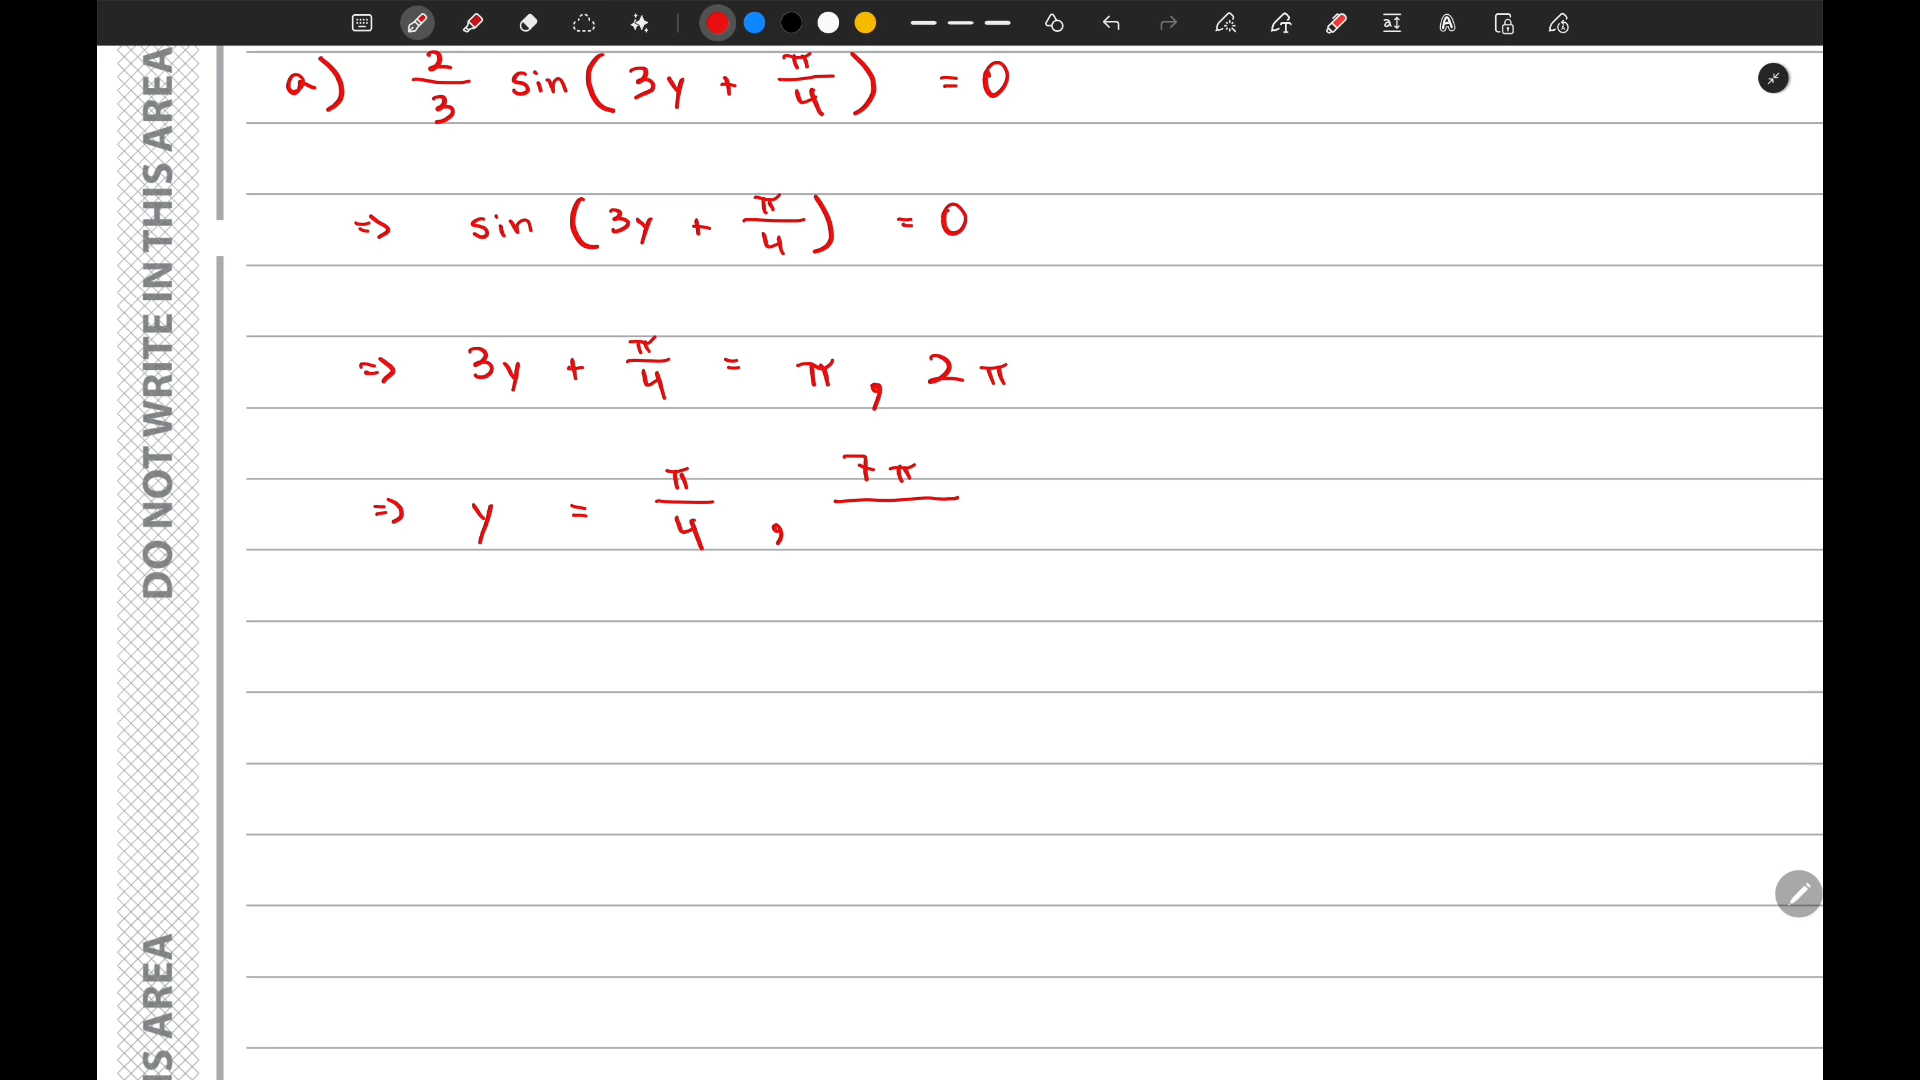 DO NOT WRITE IN THIS AREA
IS AREA
a) 2/3 sin(3y + π/4) = 0
=> sin(3y + π/4) = 0
=> 3y + π/4 = π, 2π
=> y = π/4, 7π/